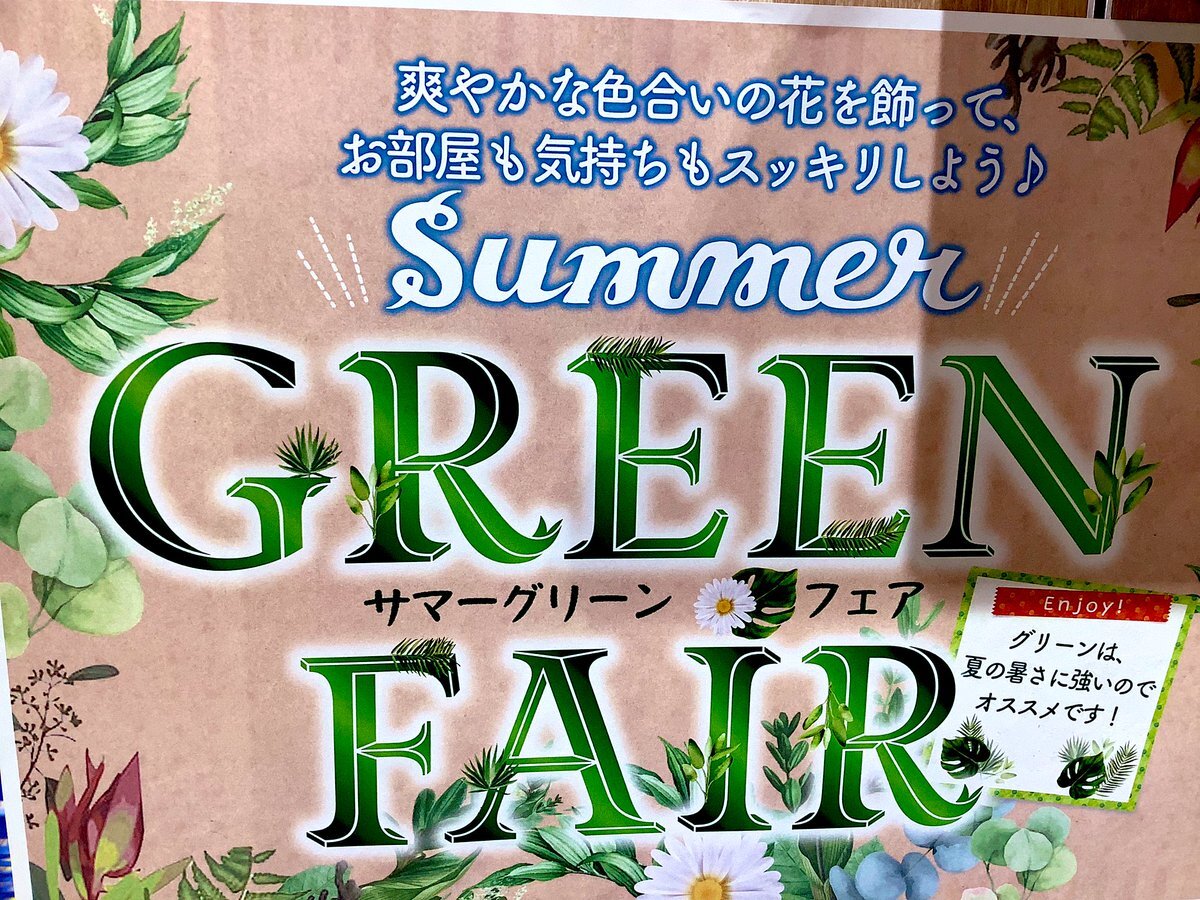 爽やかな色合いの花を飾って、
お部屋も気持ちもスッキリしよう♪
Summer
GREEN
サマーグリーン フェア
FAIR
Enjoy!
グリーンは、
夏の暑さに強いので
オススメです！